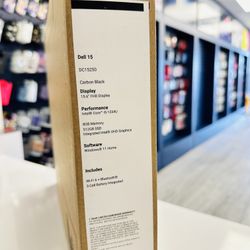 Dell 15
DC15250
Carbon Black
Display
15.6" FHD Display
Performance
Intel® Core™ i5-1334U
8GB Memory
512GB SSD
Integrated Intel® UHD Graphics
Software
Windows® 11 Home
Includes
Wi-Fi 6 + Bluetooth®
3-Cell Battery Integrated